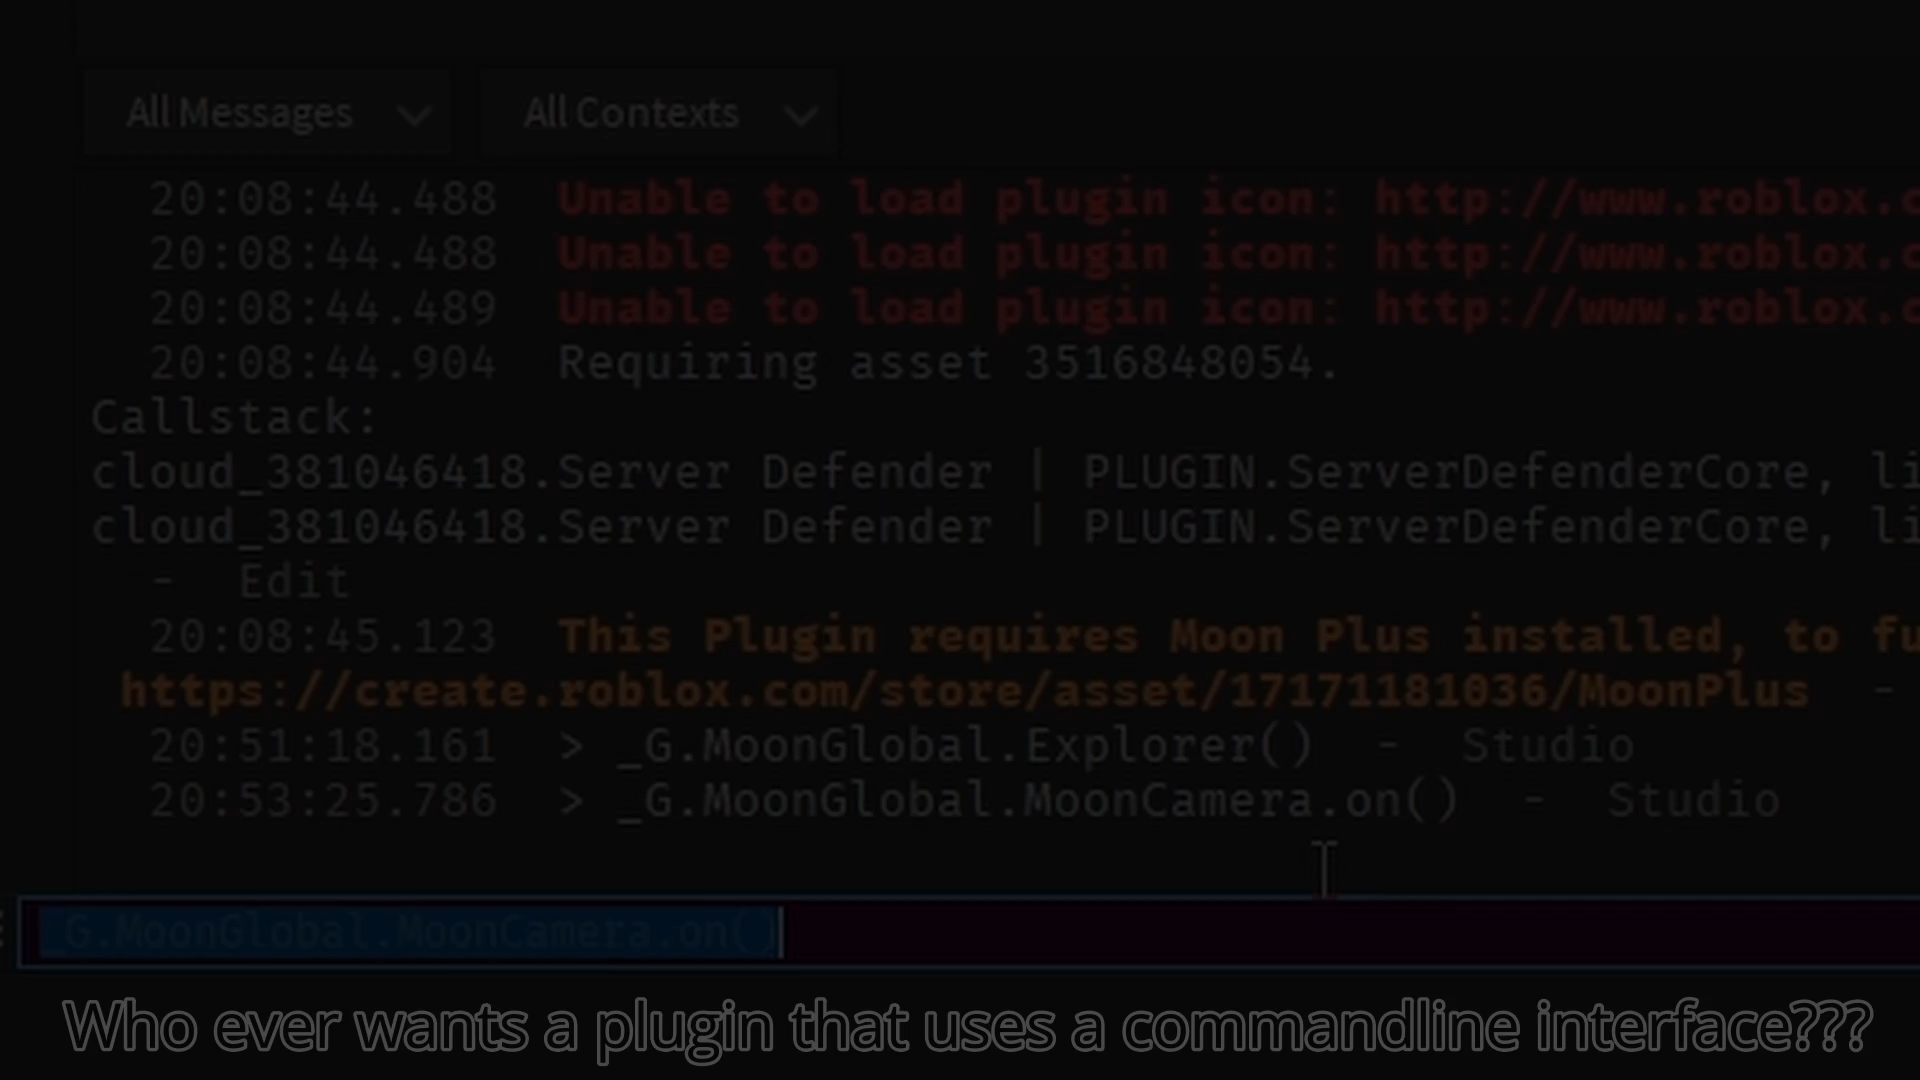 All Messages All Contexts
20:08:44.488 Unable to load plugin icon: http://www.roblox.c
20:08:44.488 Unable to load plugin icon: http://www.roblox.c
20:08:44.489 Unable to load plugin icon: http://www.roblox.c
20:08:44.904 Requiring asset 3516848054.
Callstack:
cloud_381046418.Server Defender | PLUGIN.ServerDefenderCore, li
cloud_381046418.Server Defender | PLUGIN.ServerDefenderCore, li
- Edit
20:08:45.123 This Plugin requires Moon Plus installed, to fu
https://create.roblox.com/store/asset/17171181036/MoonPlus -
20:51:18.161 > _G.MoonGlobal.Explorer() - Studio
20:53:25.786 > _G.MoonGlobal.MoonCamera.on() - Studio
_G.MoonGlobal.MoonCamera.on()
Who ever wants a plugin that uses a commandline interface???